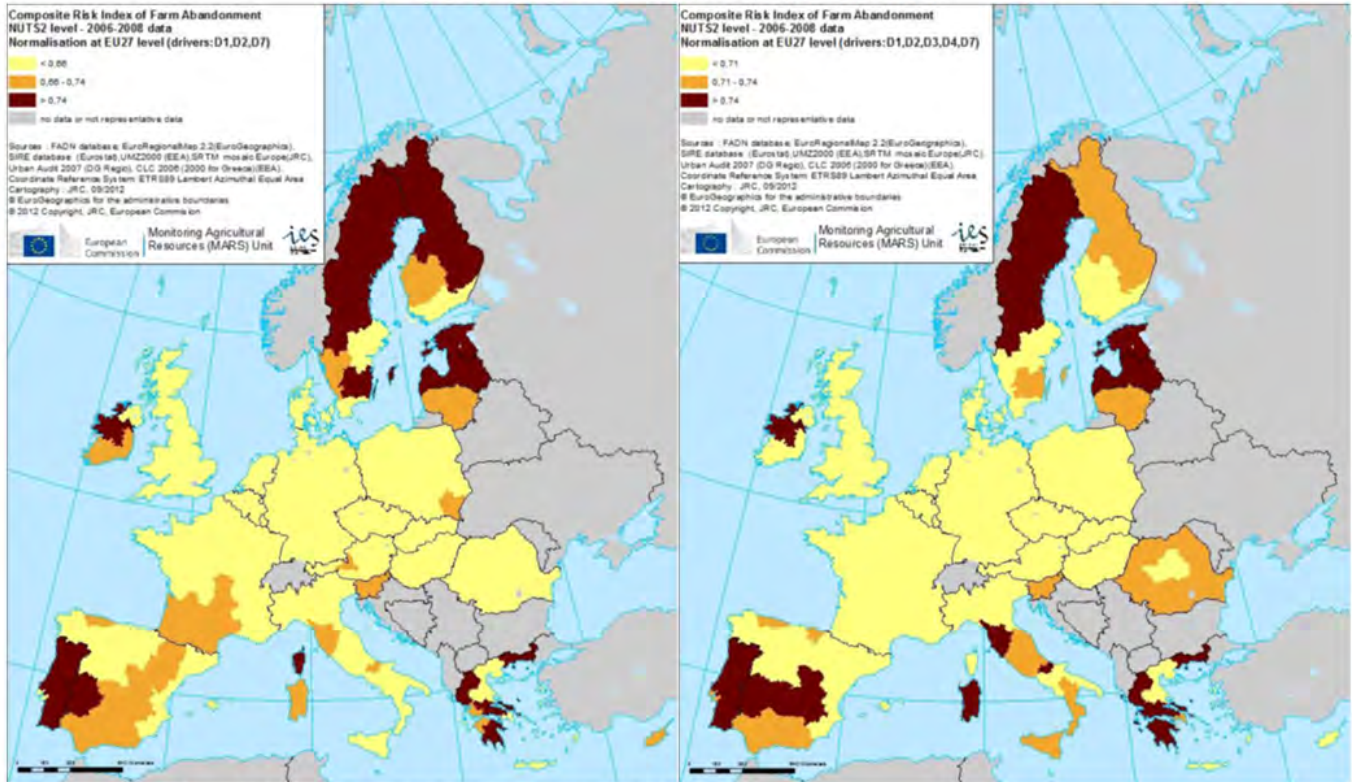 Composite Risk Index of Farm Abandonment
NUTS2 level - 2006-2008 data
Normalisation at EU27 level (drivers:D1,D2,D7)
< 0,66
0,66 - 0,74
> 0,74
no data or not representative data
Sources : FADN database, EuroRegionalMap 2.2(EuroGeographics),
SIRE database (Eurostat),UMZ2000 (EEA),SRTM mosaic Europe(JRC),
Urban Audit 2007 (DG Regio), CLC 2006 (2000 for Greece)(EEA).
Coordinate Reference System: ETRS89 Lambert Azimuthal Equal Area
Cartography : JRC, 09/2012
© EuroGeographics for the administrative boundaries
© 2012 Copyright, JRC, European Commision
European
Commission
Monitoring Agricultural
Resources (MARS) Unit
ies
Composite Risk Index of Farm Abandonment
NUTS2 level - 2006-2008 data
Normalisation at EU27 level (drivers:D1,D2,D3,D4,D7)
< 0,71
0,71 - 0,74
> 0,74
no data or not representative data
Sources : FADN database, EuroRegionalMap 2.2(EuroGeographics),
SIRE database (Eurostat),UMZ2000 (EEA),SRTM mosaic Europe(JRC),
Urban Audit 2007 (DG Regio), CLC 2006 (2000 for Greece)(EEA).
Coordinate Reference System: ETRS89 Lambert Azimuthal Equal Area
Cartography : JRC, 09/2012
© EuroGeographics for the administrative boundaries
© 2012 Copyright, JRC, European Commision
European
Commission
Monitoring Agricultural
Resources (MARS) Unit
ies